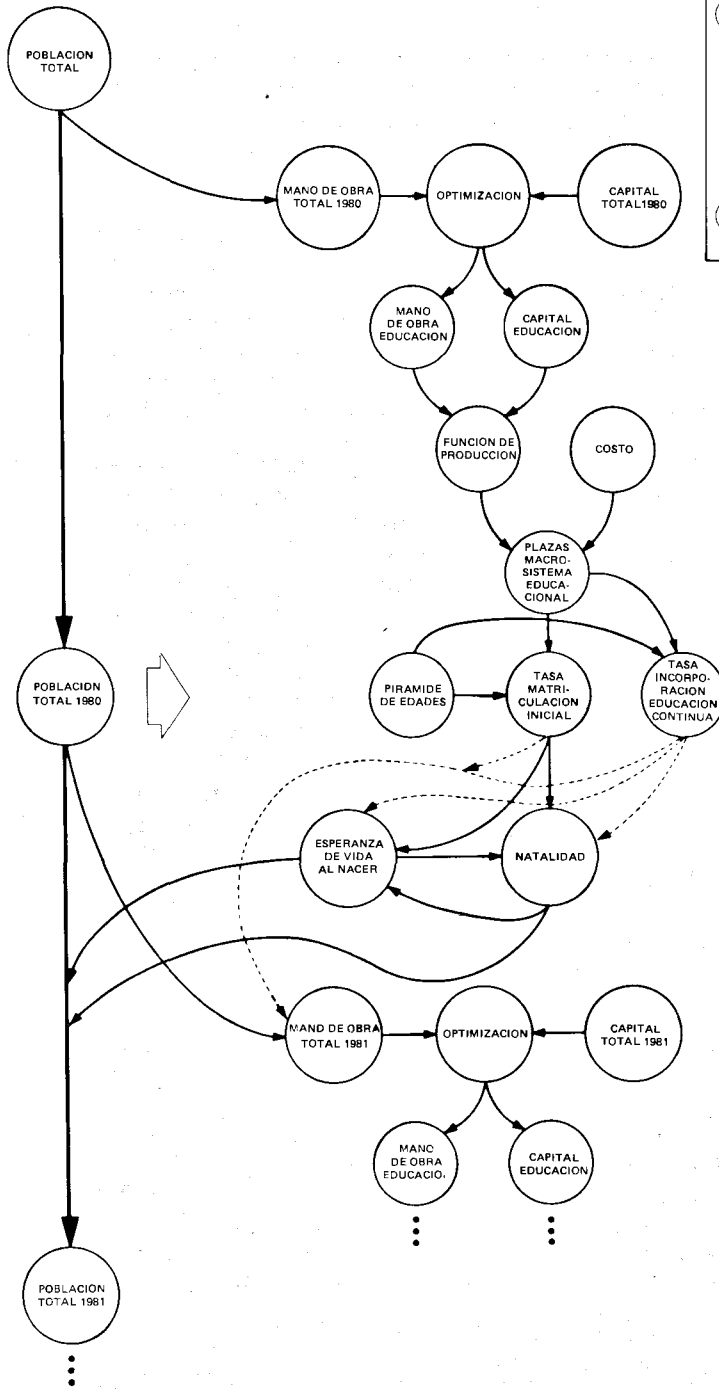 POBLACION
TOTAL
MANO DE OBRA
TOTAL 1980
OPTIMIZACION
CAPITAL
TOTAL1980
MANO
DE OBRA
EDUCACION
CAPITAL
EDUCACION
FUNCION DE
PRODUCCION
COSTO
PLAZAS
MACRO-
SISTEMA
EDUCA-
CIONAL
POBLACION
TOTAL 1980
PIRAMIDE
DE EDADES
TASA
MATRI-
CULACION
INICIAL
TASA
INCORPO-
RACION
EDUCACION
CONTINUA
ESPERANZA
DE VIDA
AL NACER
NATALIDAD
MAND DE OBRA
TOTAL 1981
OPTIMIZACION
CAPITAL
TOTAL 1981
MANO
DE OBRA
EDUCACIO.
CAPITAL
EDUCACION
POBLACION
TOTAL 1981